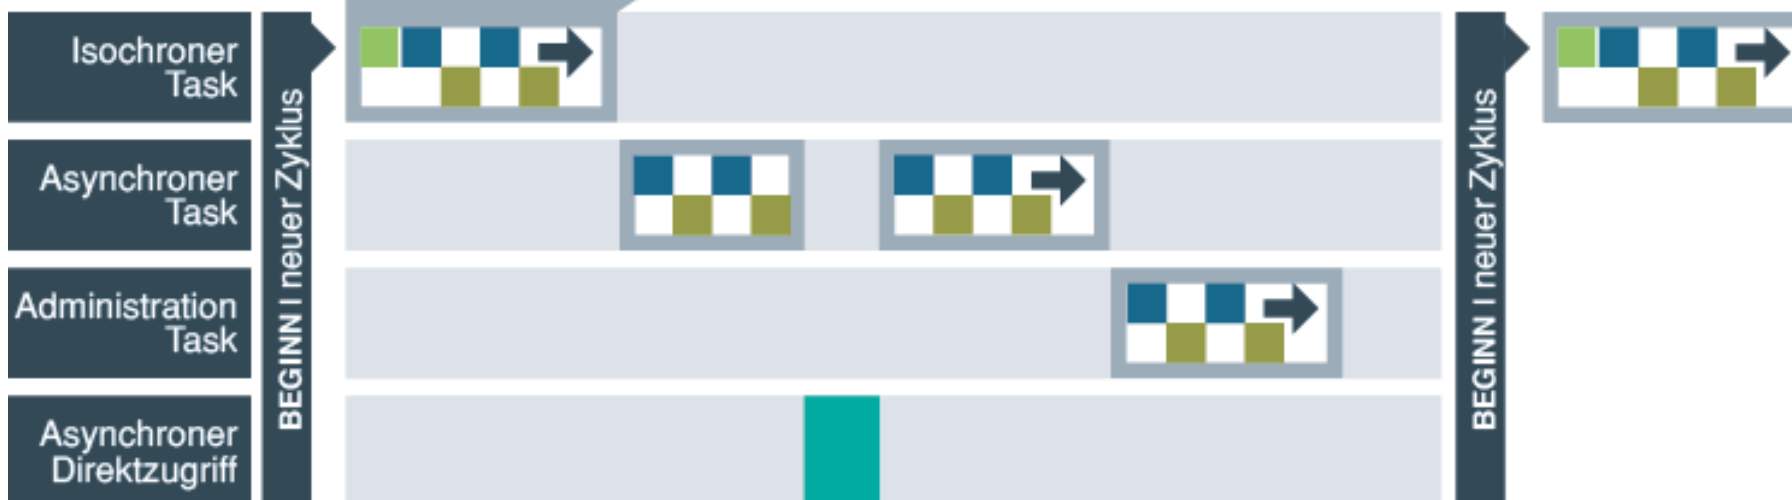 Isochroner
Task
BEGINN I neuer Zyklus
Asynchroner
Task
Administration
Task
Asynchroner
Direktzugriff
BEGINN I neuer Zyklus